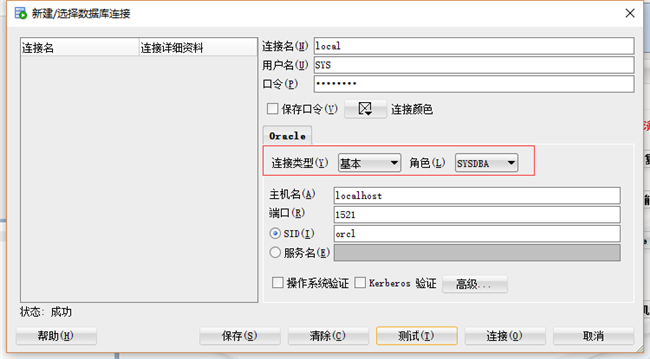 新建/选择数据库连接
连接名 连接详细资料
连接名(N) local
用户名(U) SYS
口令(P) ••••••••
保存口令(V) 连接颜色
Oracle
连接类型(Y) 基本 角色(L) SYSDBA
主机名(A) localhost
端口(R) 1521
SID(I) orcl
服务名(E)
操作系统验证 Kerberos 验证 高级...
状态: 成功
帮助(H) 保存(S) 清除(C) 测试(T) 连接(O) 取消